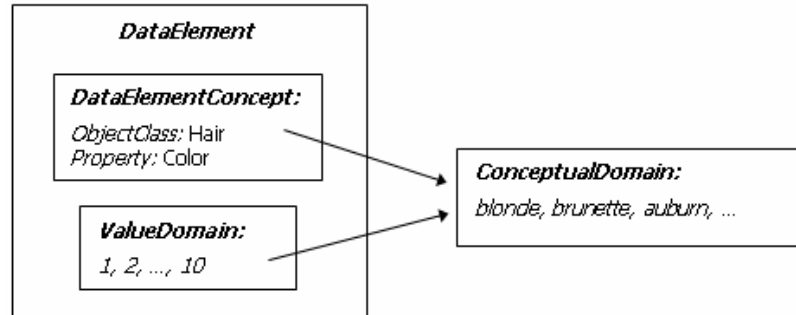 DataElement
DataElementConcept:
ObjectClass: Hair
Property: Color
ValueDomain:
1, 2, ..., 10
ConceptualDomain:
blonde, brunette, auburn, ...